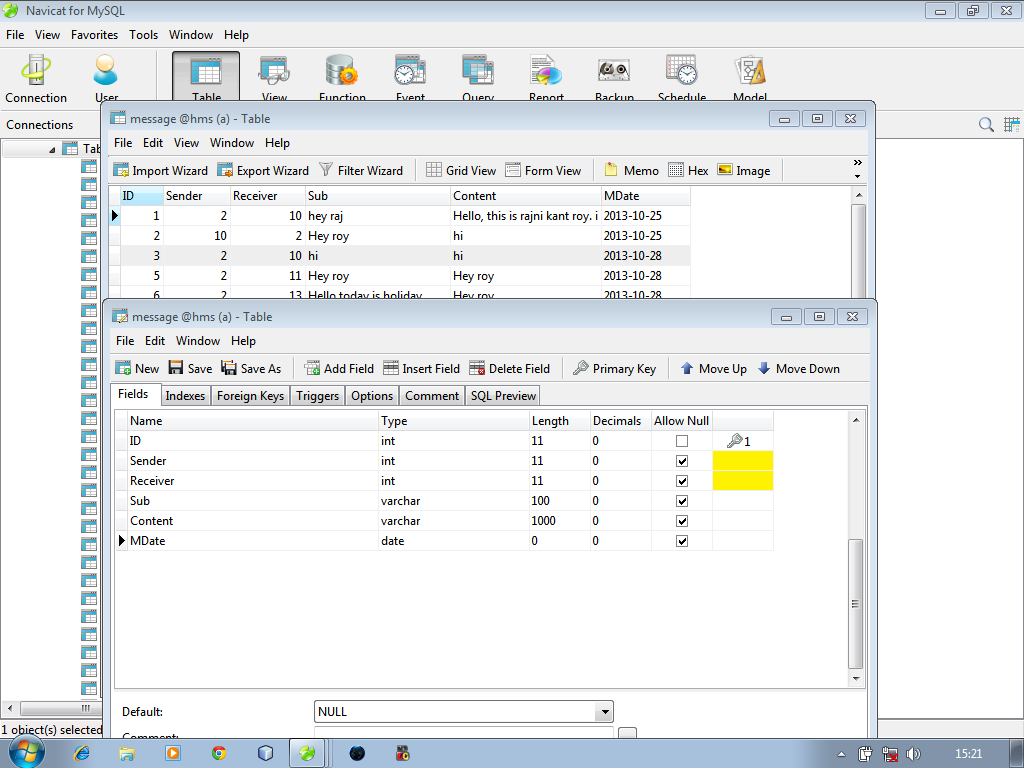 Navicat for MySQL
File View Favorites Tools Window Help
Connection User Table View Function Event Query Report Backup Schedule Model
Connections
message @hms (a) - Table
File Edit View Window Help
Import Wizard Export Wizard Filter Wizard Grid View Form View Memo Hex Image »
ID Sender Receiver Sub Content MDate
1 2 10 hey raj Hello, this is rajni kant roy. i 2013-10-25
2 10 2 Hey roy hi 2013-10-25
3 2 10 hi hi 2013-10-28
5 2 11 Hey roy Hey roy 2013-10-28
6 2 13 Hello today is holiday Hey roy 2013-10-28
message @hms (a) - Table
File Edit Window Help
New Save Save As Add Field Insert Field Delete Field Primary Key Move Up Move Down
Fields Indexes Foreign Keys Triggers Options Comment SQL Preview
Name Type Length Decimals Allow Null
ID int 11 0 1
Sender int 11 0
Receiver int 11 0
Sub varchar 100 0
Content varchar 1000 0
MDate date 0 0
Default: NULL
Comment:
1 object(s) selected
15:21